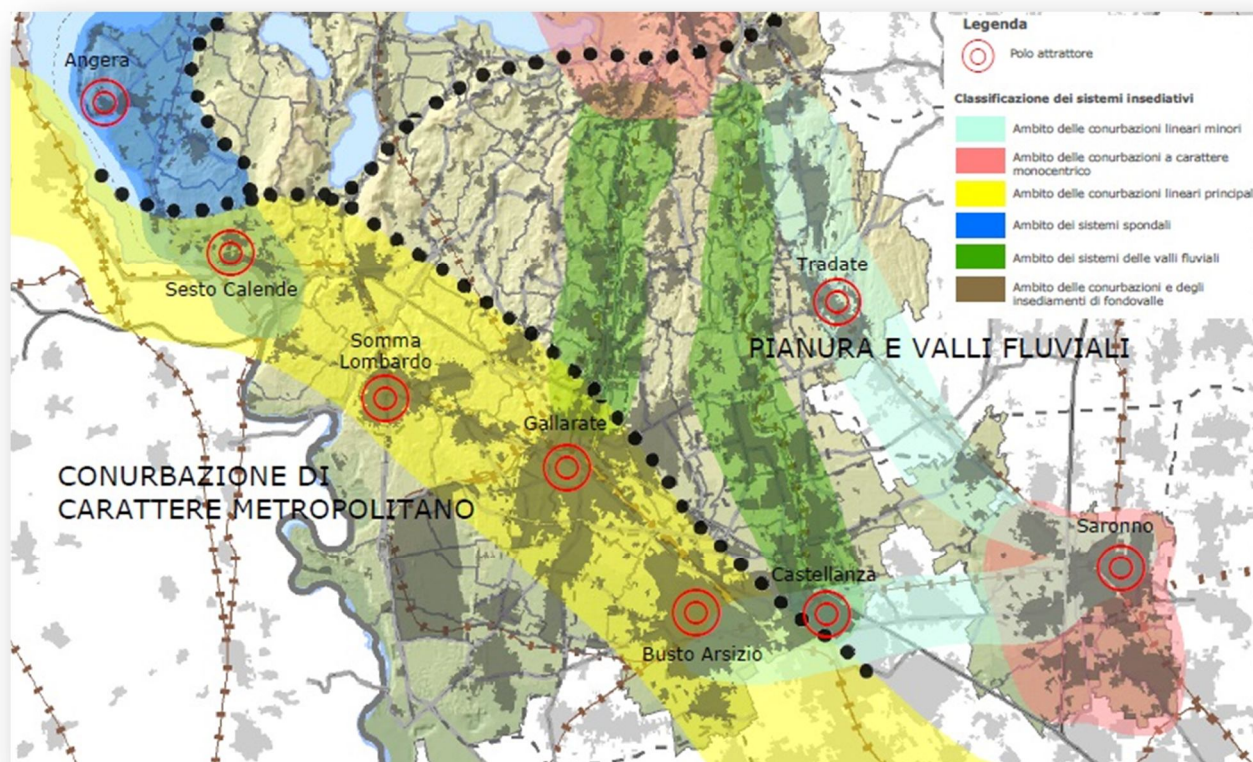 Legenda
Polo attrattore
Classificazione dei sistemi insediativi
Ambito delle conurbazioni lineari minori
Ambito delle conurbazioni a carattere
monocentrico
Ambito delle conurbazioni lineari principal
Ambito dei sistemi spondali
Ambito dei sistemi delle valli fluviali
Ambito delle conurbazioni e degli
insediamenti di fondovalle
Angera
Sesto Calende
Tradate
Somma
Lombardo
PIANURA E VALLI FLUVIALI
Gallarate
CONURBAZIONE DI
CARATTERE METROPOLITANO
Saronno
Castellanza
Busto Arsizio